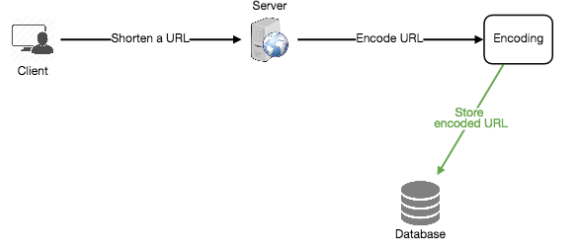 Server
Shorten a URL
Encode URL
Encoding
Client
Store
encoded URL
Database